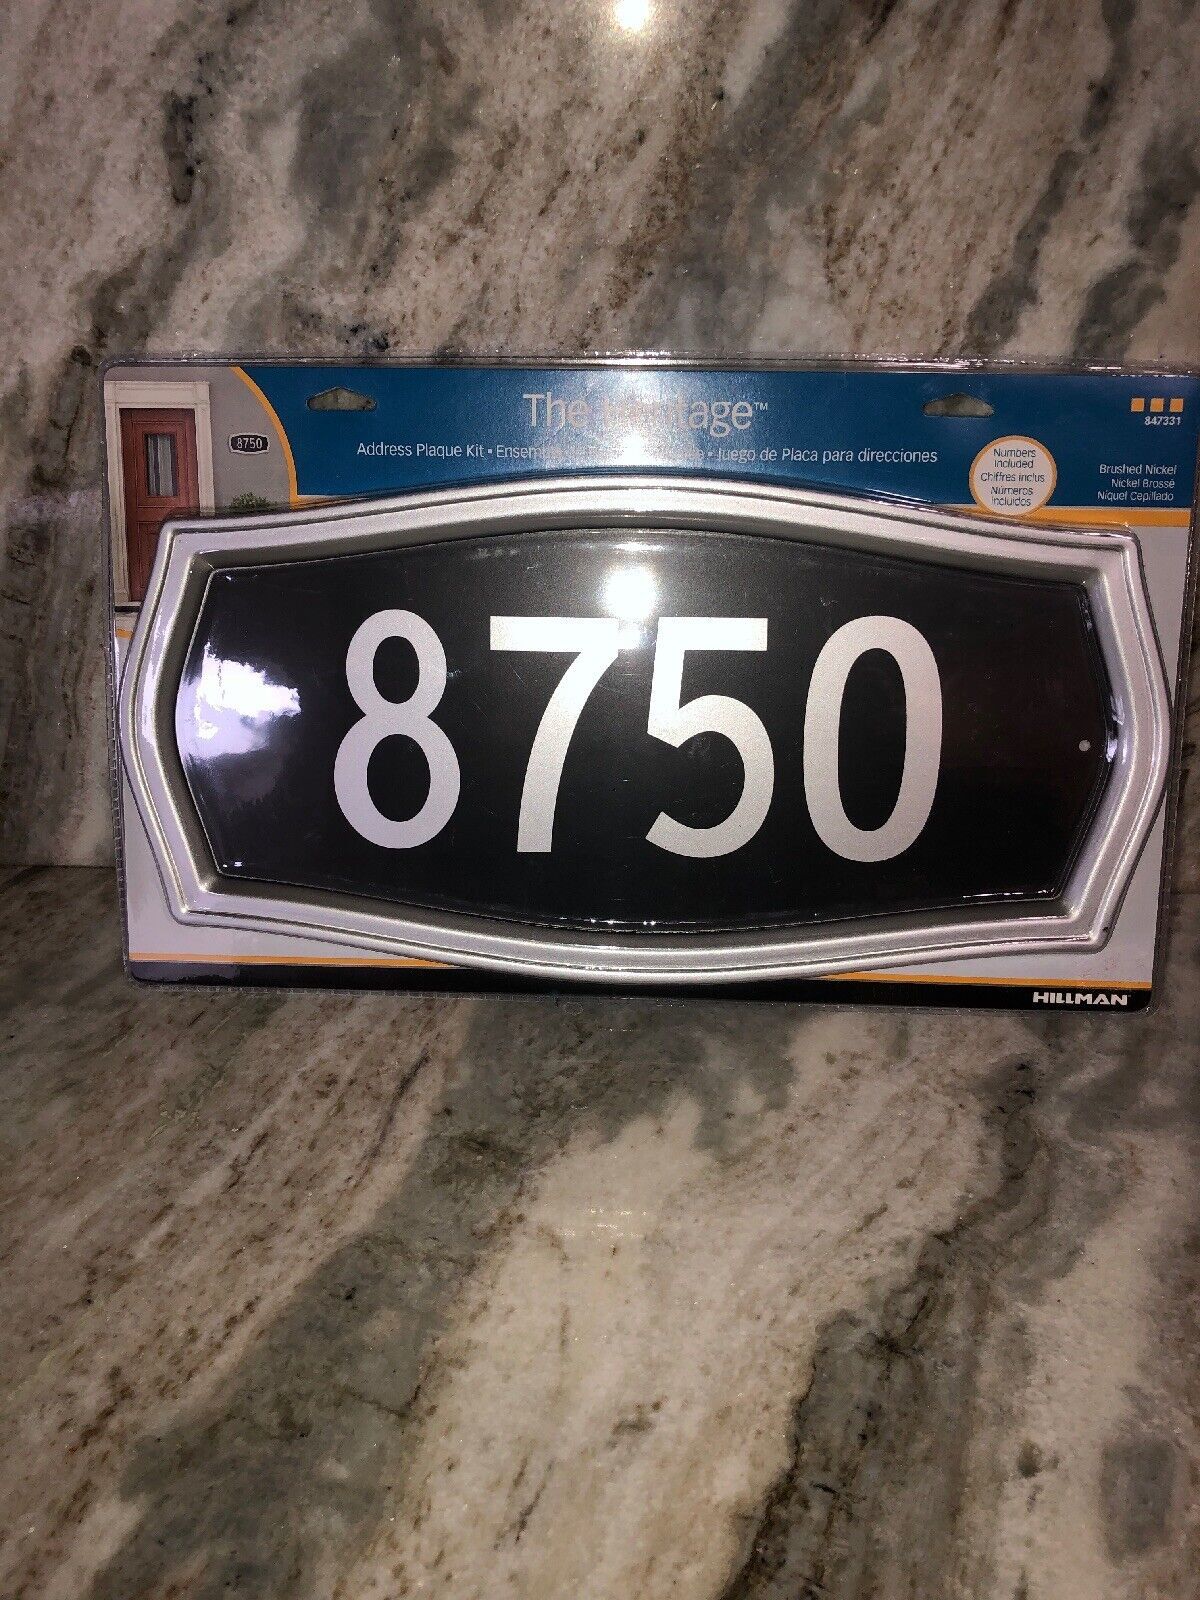 The Heritage™
847331
Address Plaque Kit • Juego de Placa para direcciones
Numbers
Included
Chiffres inclus
Números
Incluidos
Brushed Nickel
Nickel Brossé
Níquel Cepillado
8750
8750
HILLMAN